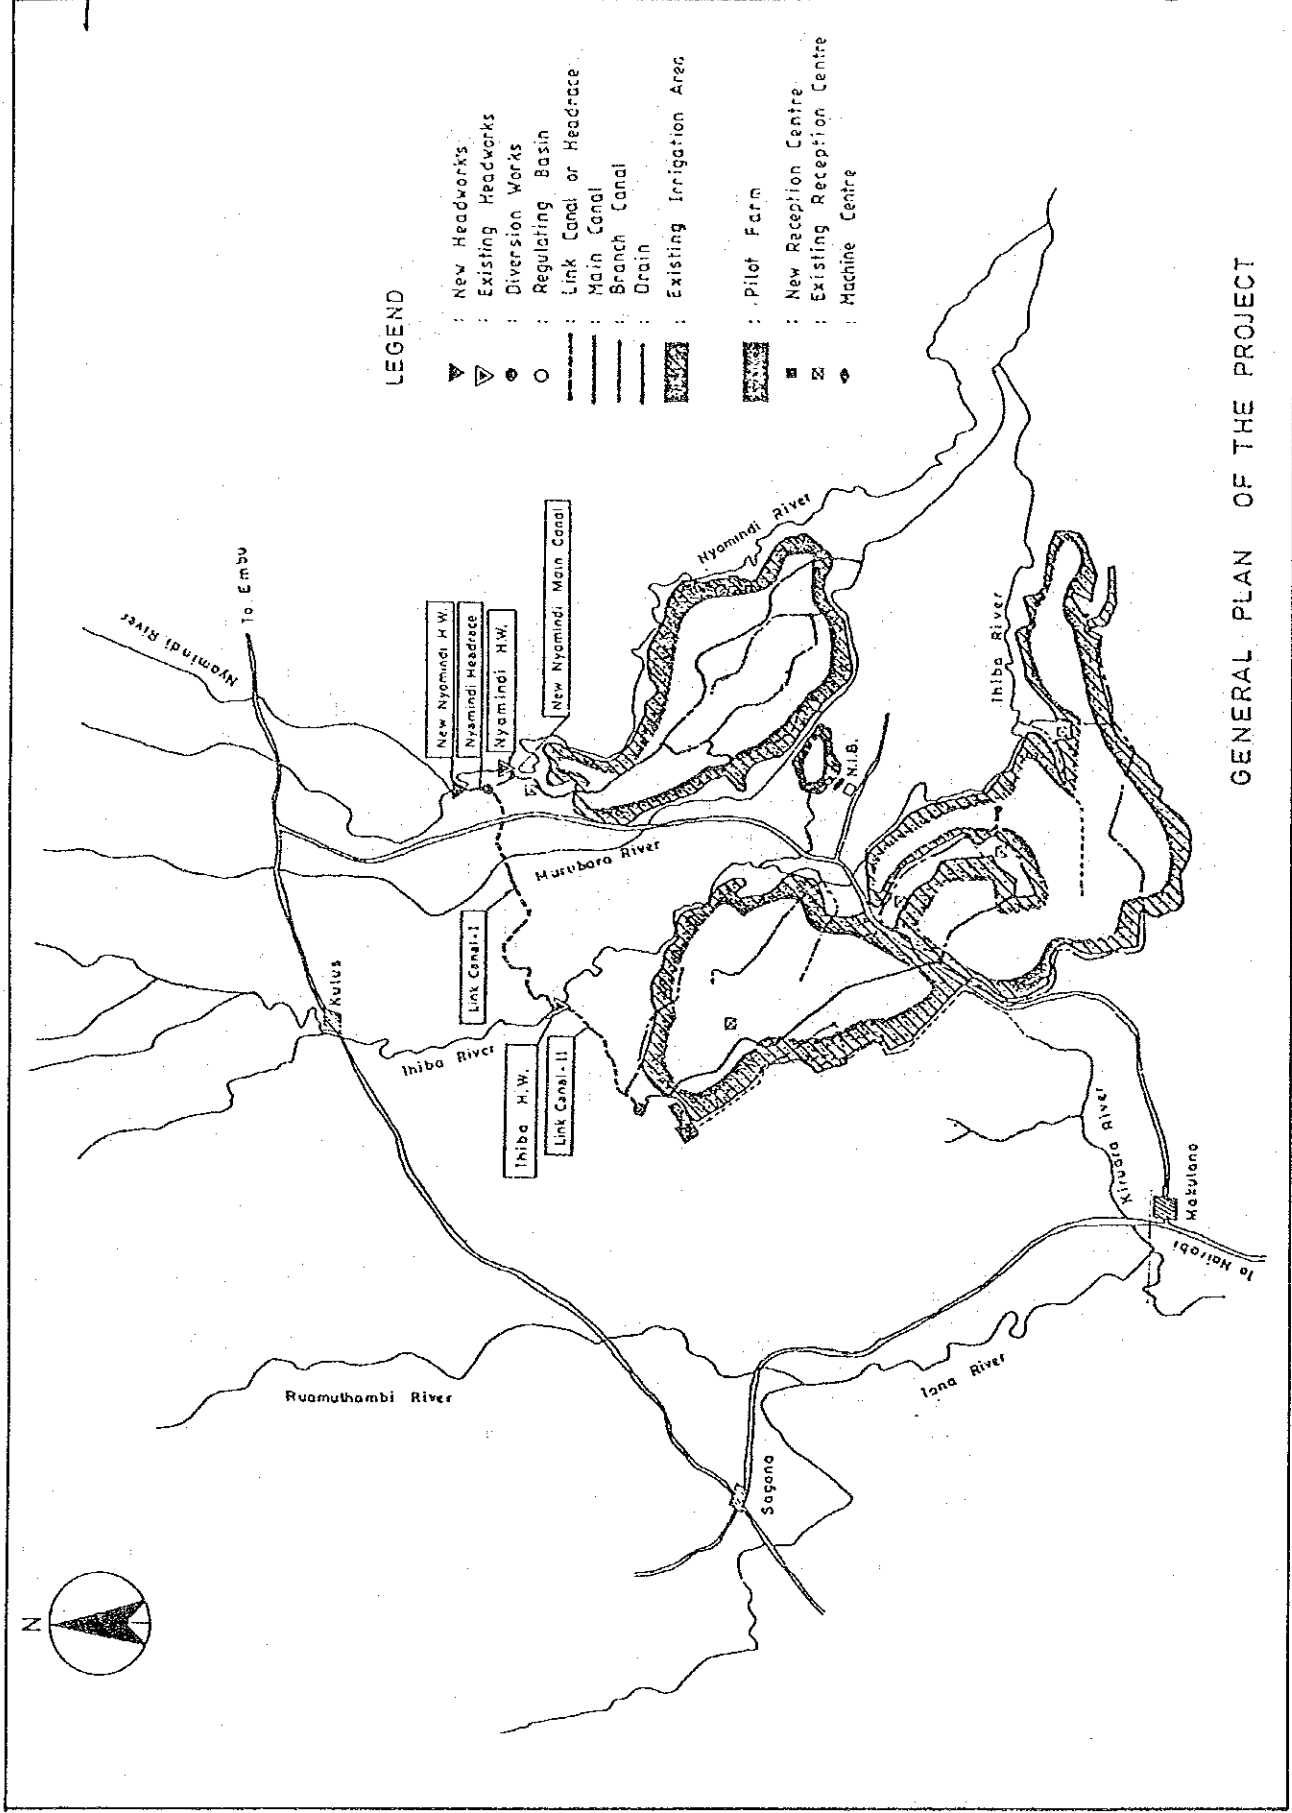 N
LEGEND
: New Headworks
: Existing Headworks
: Diversion Works
: Regulating Basin
: Link Canal or Headrace
: Main Canal
: Branch Canal
: Drain
: Existing Irrigation Area
: Pilot Farm
: New Reception Centre
: Existing Reception Centre
: Machine Centre
Nyamindi River
To Embu
New Nyamindi H.W.
Nyamindi Headrace
Nyamindi H.W.
New Nyamindi Main Canal
Nyamindi River
Murubara River
Link Canal-I
Kutus
Thiba River
Thiba H.W.
Link Canal-II
N.I.B.
Thiba River
Ruamuthambi River
Sagana
Tana River
Kiruara River
Makutano
To Nairobi
GENERAL PLAN OF THE PROJECT